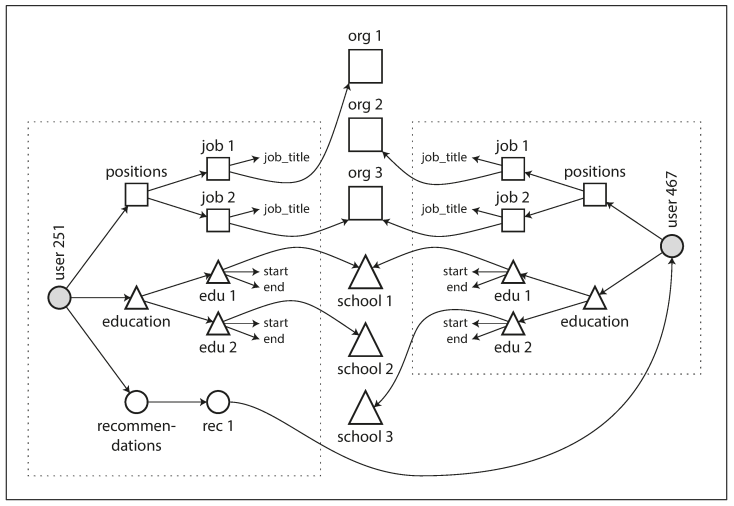 org 1
org 2
org 3
user 251
positions
job 1
job_title
job 2
job_title
education
edu 1
start
end
edu 2
start
end
recommen-
dations
rec 1
school 1
school 2
school 3
job 1
job_title
job 2
job_title
positions
user 467
edu 1
start
end
edu 2
start
end
education